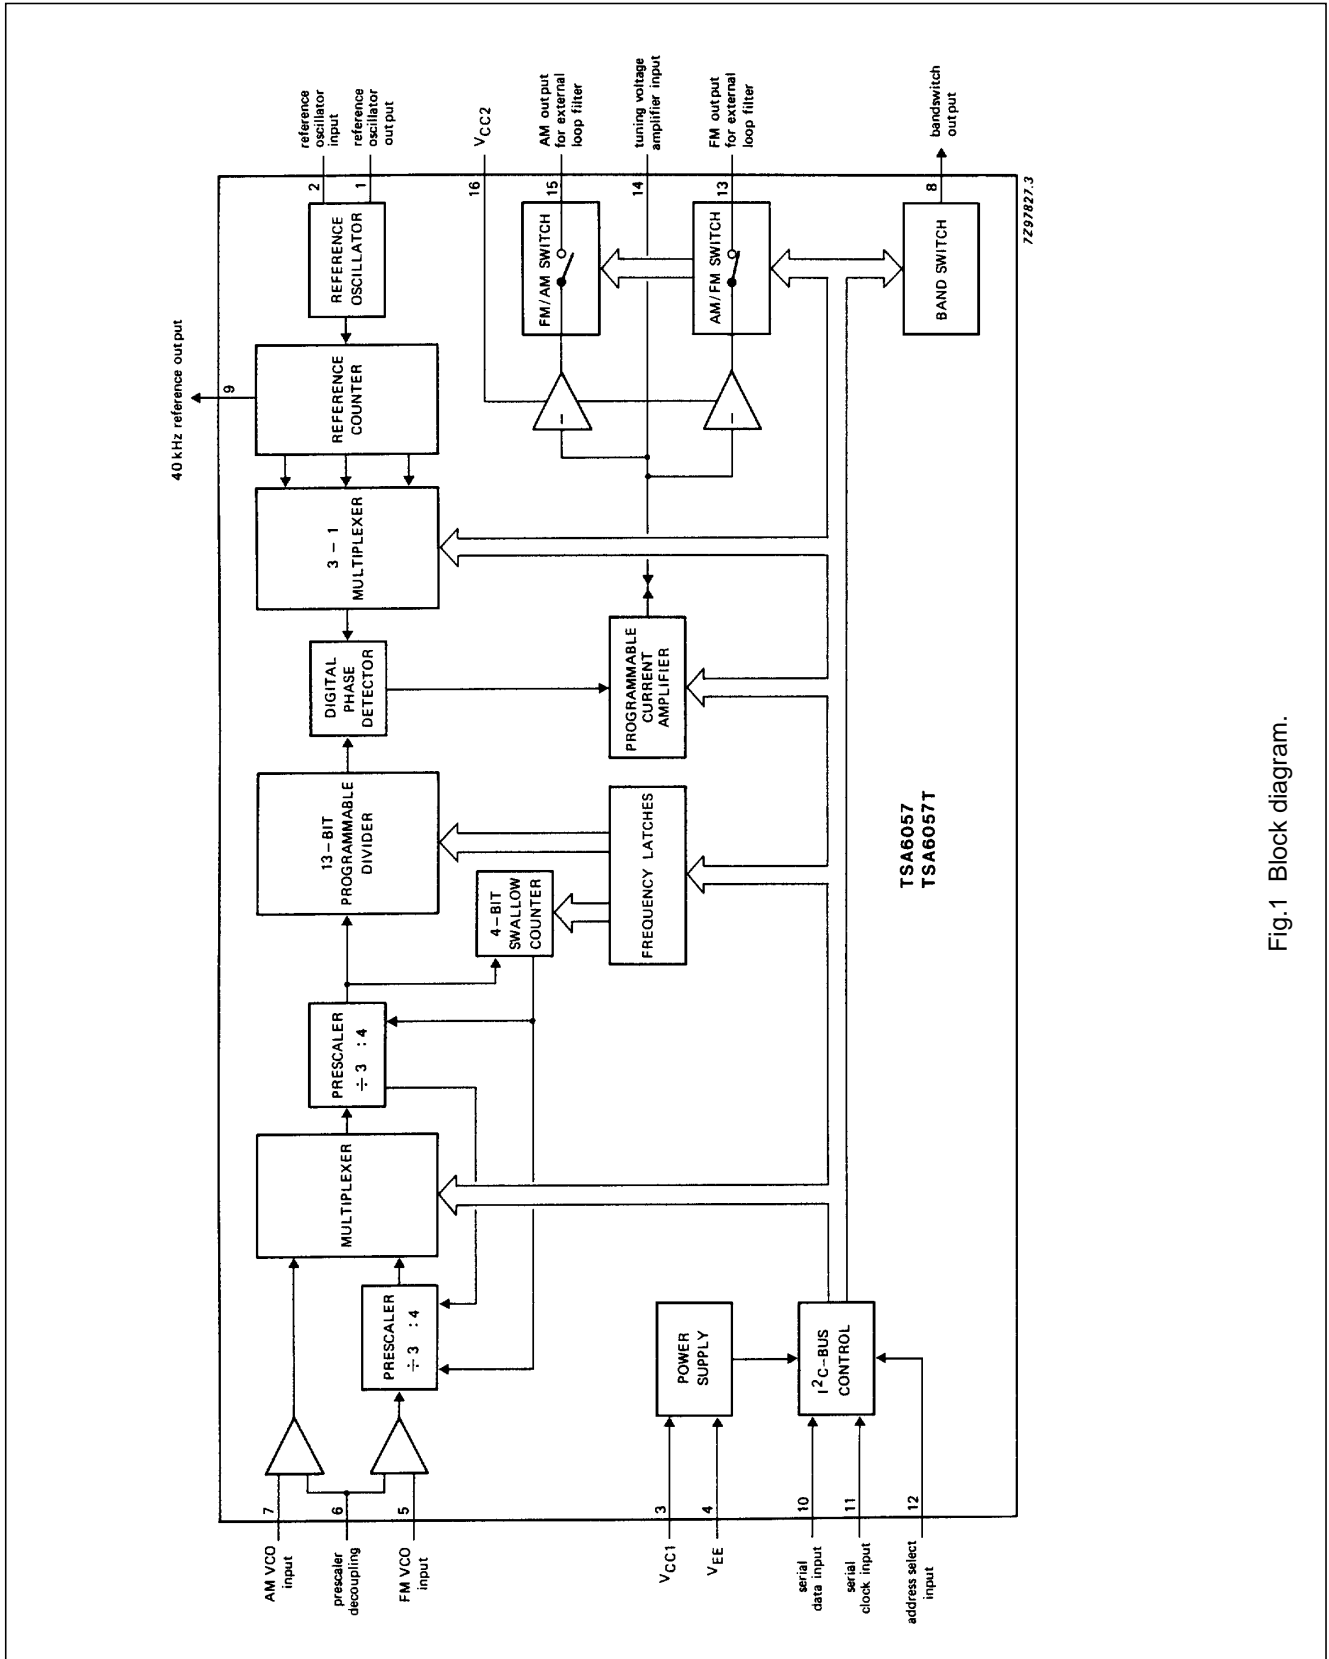 40 kHz reference output
9
reference
oscillator
input
2
reference
oscillator
output
1
REFERENCE
OSCILLATOR
REFERENCE
COUNTER
3 – 1
MULTIPLEXER
DIGITAL
PHASE
DETECTOR
13–BIT
PROGRAMMABLE
DIVIDER
4–BIT
SWALLOW
COUNTER
PRESCALER
÷ 3 : 4
MULTIPLEXER
PRESCALER
÷ 3 : 4
AM VCO
input
7
prescaler
decoupling
6
FM VCO
input
5
VCC2
16
AM output
for external
loop filter
15
FM/AM SWITCH
tuning voltage
amplifier input
14
FM output
for external
loop filter
13
AM/FM SWITCH
PROGRAMMABLE
CURRENT
AMPLIFIER
FREQUENCY LATCHES
VCC1
3
VEE
4
POWER
SUPPLY
serial
data input
10
serial
clock input
11
address select
input
12
I²C–BUS
CONTROL
bandswitch
output
8
BAND SWITCH
TSA6057
TSA6057T
7Z97827.3
Fig.1 Block diagram.